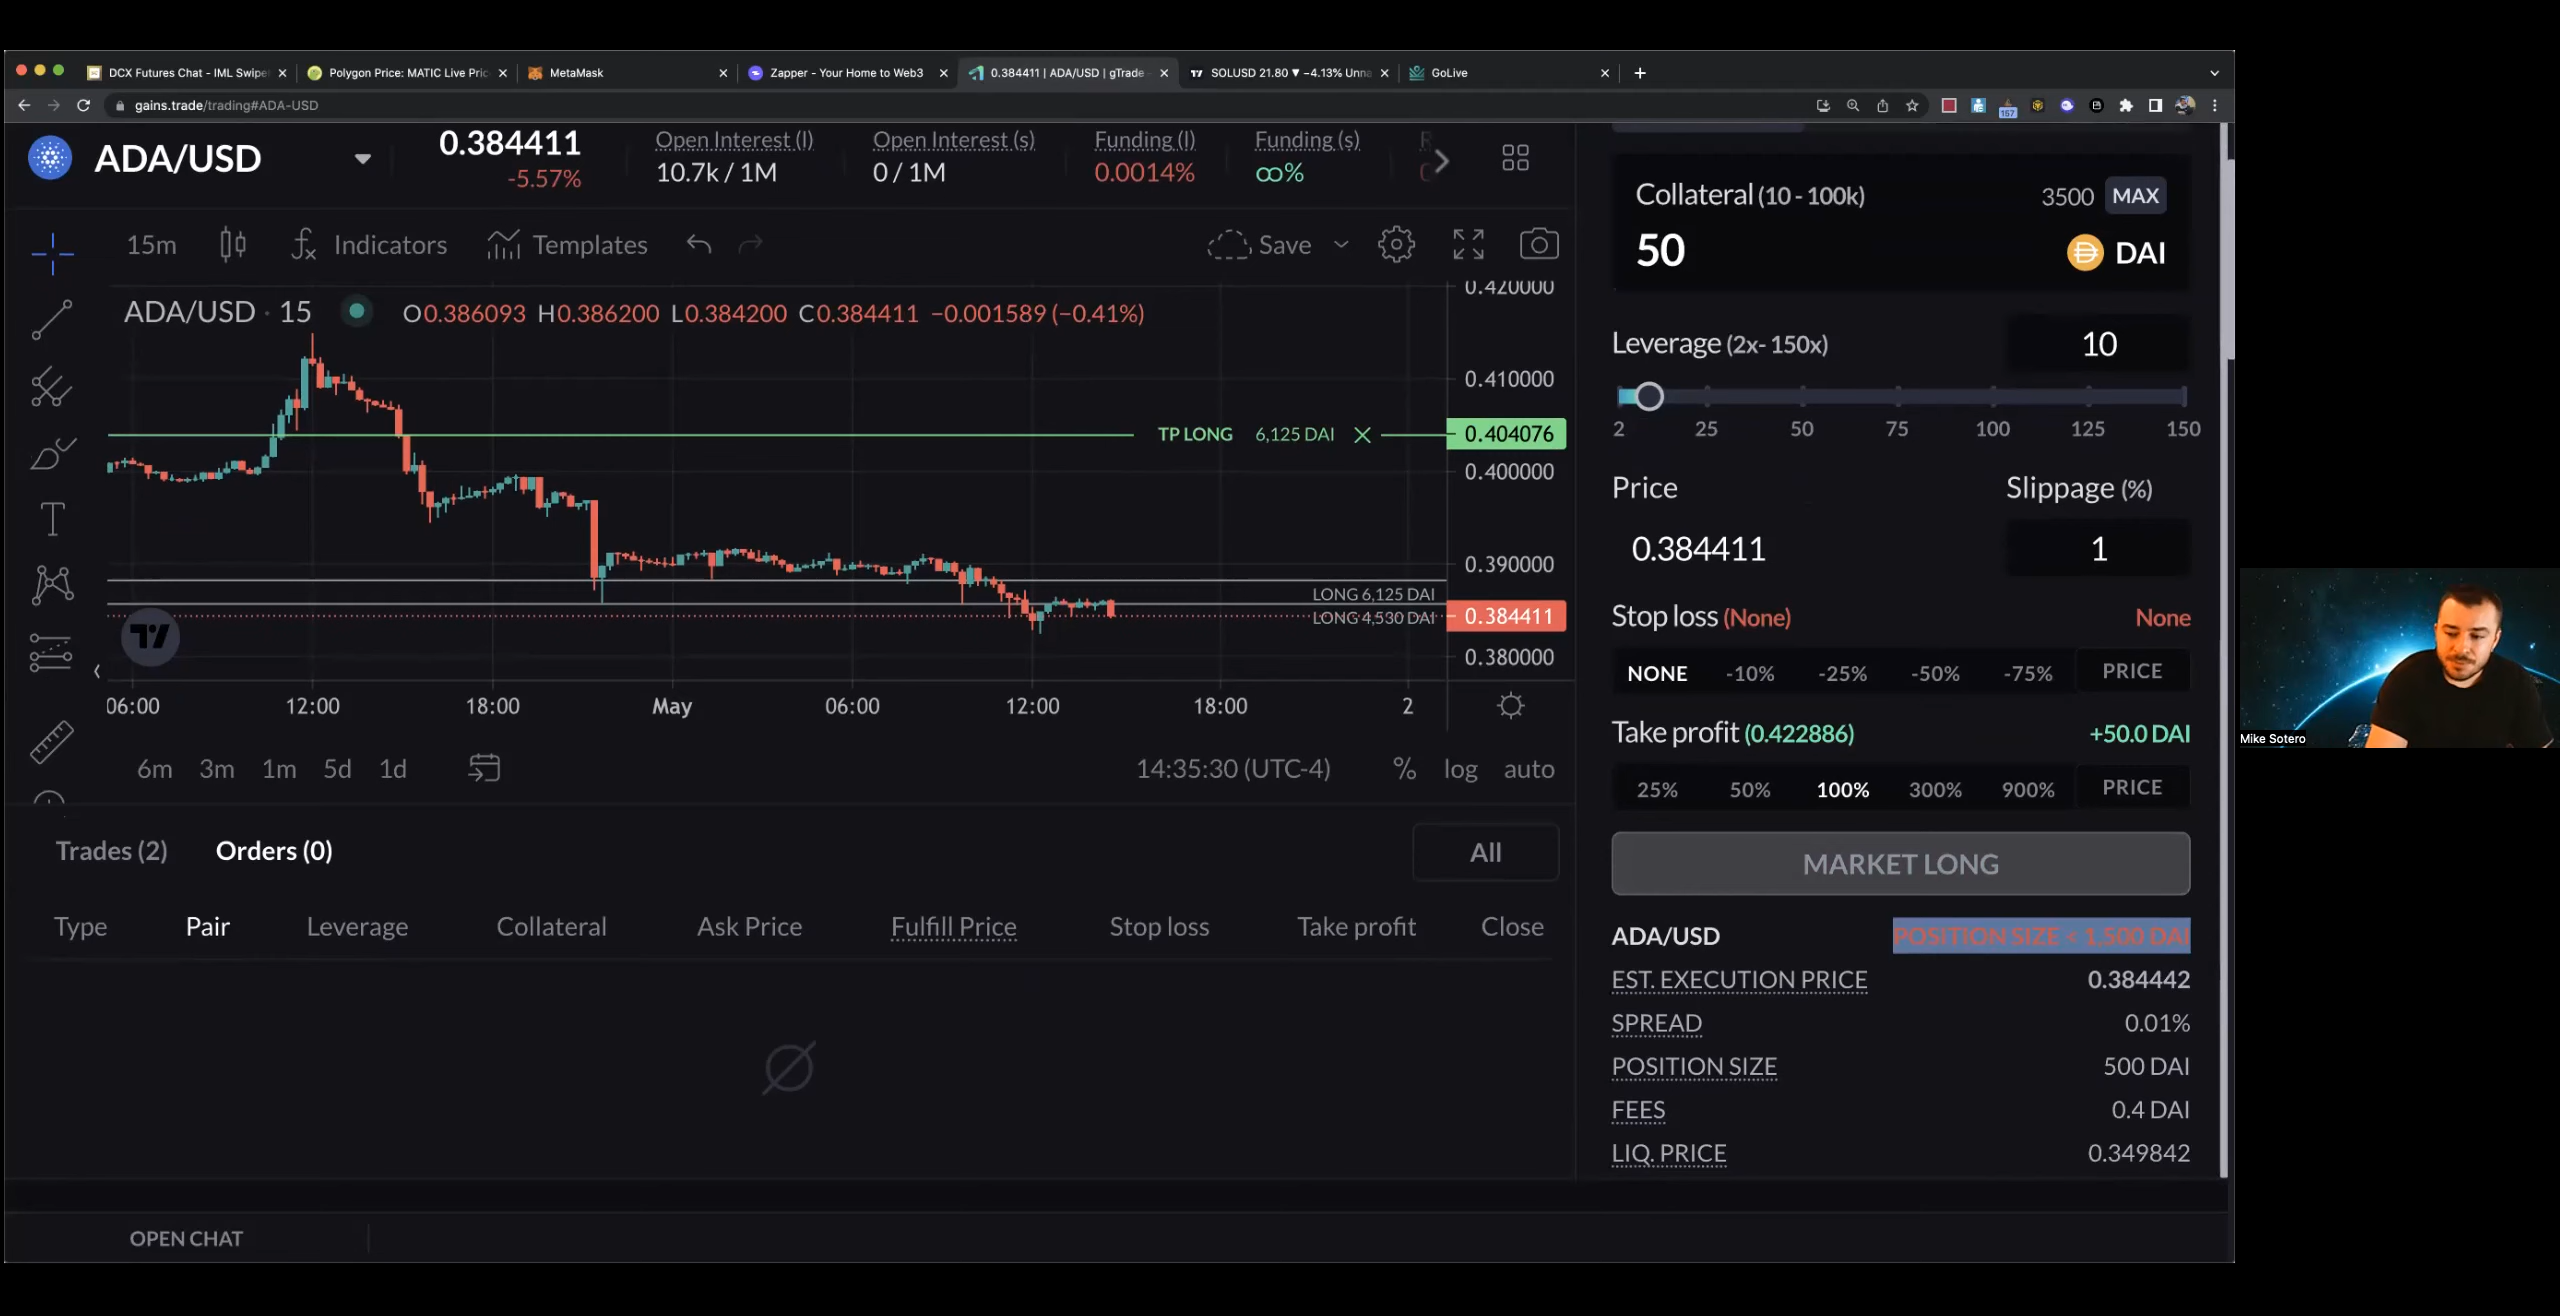 DCX Futures Chat - IML Swipe
Polygon Price: MATIC Live Pric
MetaMask
Zapper - Your Home to Web3
0.384411 | ADA/USD | gTrade -
SOLUSD 21.80 ▼ −4.13% Unna
GoLive
gains.trade/trading#ADA-USD
157
ADA/USD
0.384411
-5.57%
Open Interest (l)
10.7k / 1M
Open Interest (s)
0 / 1M
Funding (l)
0.0014%
Funding (s)
∞%
15m
Indicators
Templates
Save
ADA/USD · 15
O0.386093 H0.386200 L0.384200 C0.384411 −0.001589 (−0.41%)
0.420000
0.410000
TP LONG 6,125 DAI
0.404076
0.400000
0.390000
LONG 6,125 DAI
LONG 4,530 DAI
0.384411
0.380000
06:00 12:00 18:00 May 06:00 12:00 18:00 2
6m 3m 1m 5d 1d
14:35:30 (UTC-4)
% log auto
Trades (2)
Orders (0)
All
Type Pair Leverage Collateral Ask Price Fulfill Price Stop loss Take profit Close
OPEN CHAT
Collateral (10 - 100k)
3500 MAX
50
DAI
Leverage (2x- 150x)
10
2 25 50 75 100 125 150
Price
Slippage (%)
0.384411
1
Stop loss (None)
None
NONE -10% -25% -50% -75% PRICE
Take profit (0.422886)
+50.0 DAI
25% 50% 100% 300% 900% PRICE
MARKET LONG
ADA/USD
POSITION SIZE < 1,500 DAI
EST. EXECUTION PRICE 0.384442
SPREAD 0.01%
POSITION SIZE 500 DAI
FEES 0.4 DAI
LIQ. PRICE 0.349842
Mike Sotero